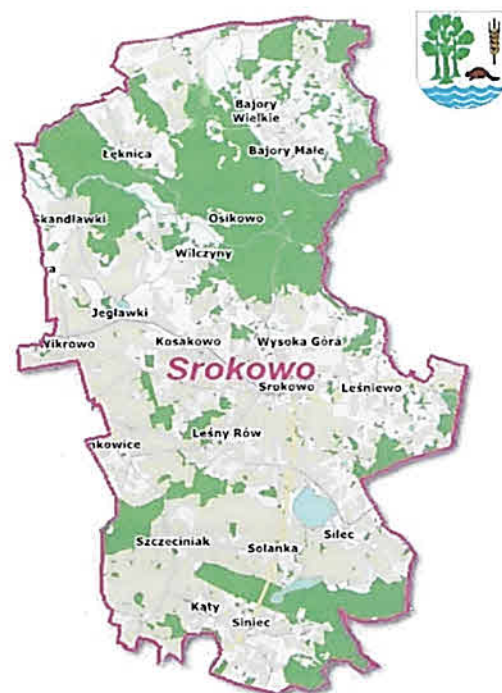 Bajory
Wielkie
Łęknica
Bajory Małe
Skandławki
Osikowo
Wilczyny
a
Jegławki
Wikrowo
Kosakowo
Wysoka Góra
Srokowo
Srokowo
Leśniewo
Leśny Rów
nkowice
Szczeciniak
Solanka
Silec
Kąty
Siniec